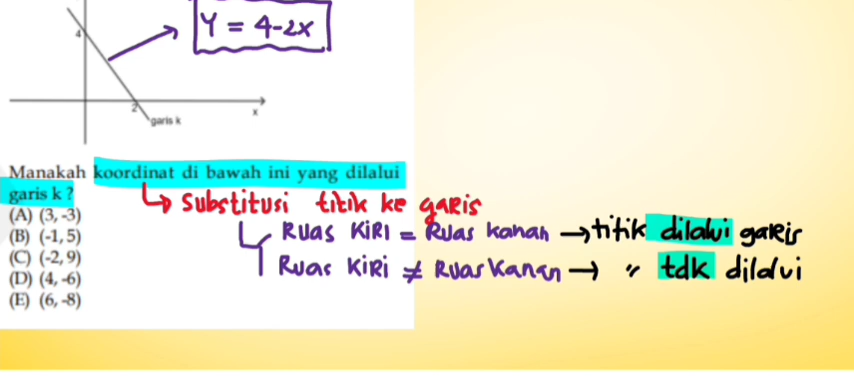 Y = 4-2x
4
2
x
garis k
Manakah koordinat di bawah ini yang dilalui
garis k ?
↳ Substitusi titik ke garis
Ruas Kiri = Ruas kanan → titik dilalui garis
Ruas Kiri ≠ Ruas Kanan → " tdk dilalui
(A) (3, -3)
(B) (-1, 5)
(C) (-2, 9)
(D) (4, -6)
(E) (6, -8)